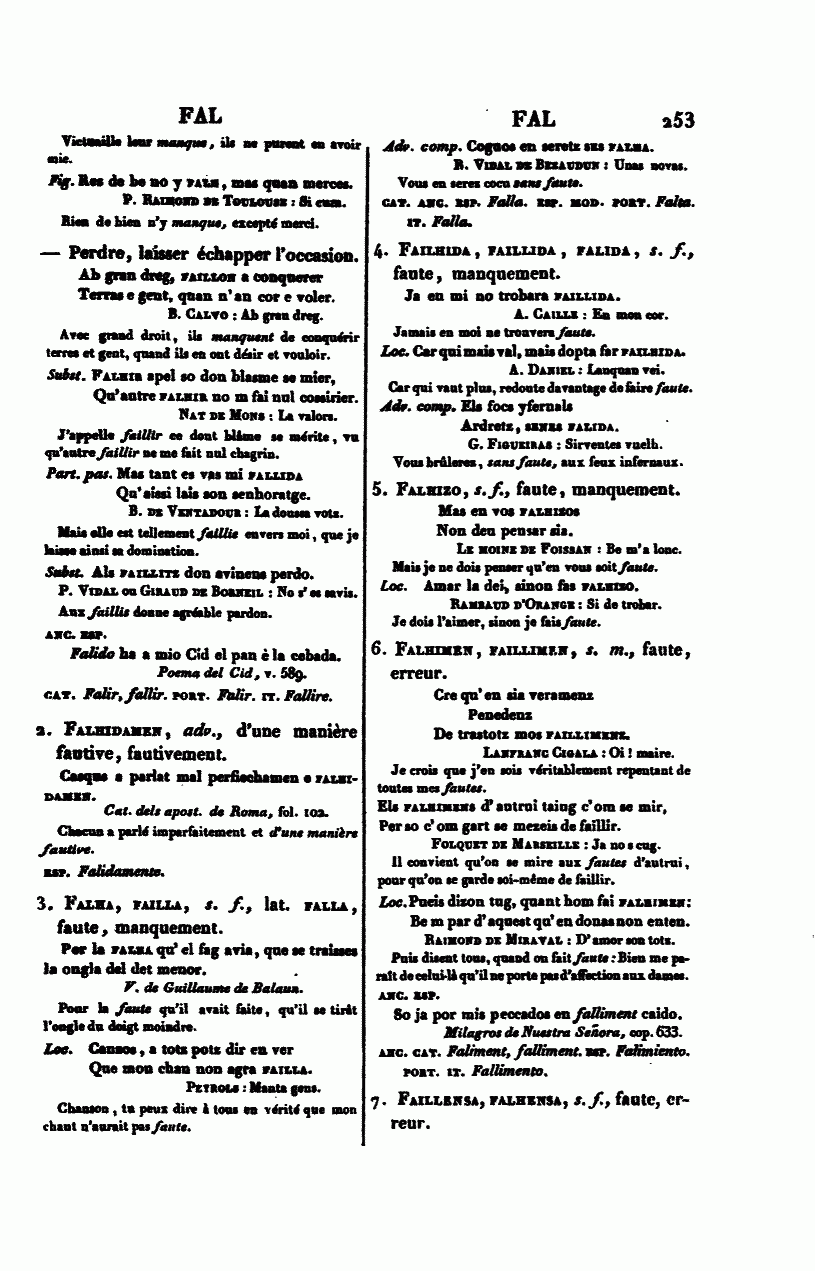 FAL
Victuaille leur manque, ils ne purent en avoir
mie.
Fig. Res de be no y FALH, mas quan merces.
P. RAIMOND DE TOULOUSE : Si cum.
Rien de bien n'y manque, excepté merci.
— Perdre, laisser échapper l'occasion.
Ab gran dreg, FAILLON a conquerer
Terras e gent, quan n'an cor e voler.
B. CALVO : Ab gran dreg.
Avec grand droit, ils manquent de conquérir
terres et gent, quand ils en ont désir et vouloir.
Subst. FALHIR apel so don blasme se mier,
Qu'autre FALHIR no m fai nul cossirier.
NAT DE MONS : La valors.
J'appelle faillir ce dont blâme se mérite, vu
qu'autre faillir ne me fait nul chagrin.
Part. pas. Mas tant es vas mi FALLIDA
Qu'aissi lais son senhoratge.
B. DE VENTADOUR : La doussa votz.
Mais elle est tellement faillie envers moi, que je
laisse ainsi sa domination.
Subst. Als FAILLITZ don avinens perdo.
P. VIDAL OU GIRAUD DE BORNEIL : No s'es savis.
Aux faillis donne agréable pardon.
ANC. ESP.
Falido ha a mio Cid el pan è la cebada.
Poema del Cid, v. 589.
CAT. Falir, fallir. PORT. Falir. IT. Fallire.
2. FALHIDAMEN, adv., d'une manière
fautive, fautivement.
Casque a parlat mal perfiechamen e FALHI-
DAMEN.
Cat. dels apost. de Roma, fol. 102.
Chacun a parlé imparfaitement et d'une manière
fautive.
ESP. Falidamente.
3. FALHA, FAILLA, s. f., lat. FALLA,
faute, manquement.
Per la FALHA qu'el fag avia, que se traisses
la ongla del det menor.
V. de Guillaume de Balaun.
Pour la faute qu'il avait faite, qu'il se tirât
l'ongle du doigt moindre.
Loc. Cansos, a totz potz dir en ver
Que mon chan non agra FAILLA.
PEYROLS : Manta gens.
Chanson, tu peux dire à tous en vérité que mon
chant n'aurait pas faute.
FAL 253
Adv. comp. Coguos en seretz SES FALHA.
R. VIDAL DE BEZAUDUN : Unas novas.
Vous en serez cocu sans faute.
CAT. ANC. ESP. Falla. ESP. MOD. PORT. Falta.
IT. Falla.
4. FAILHIDA, FAILLIDA, FALIDA, s. f.,
faute, manquement.
Ja en mi no trobara FAILLIDA.
A. CAILLE : En mon cor.
Jamais en moi ne trouvera faute.
Loc. Car qui mais val, mais dopta far FAILHIDA.
A. DANIEL : Lanquan vei.
Car qui vaut plus, redoute davantage de faire faute.
Adv. comp. Els focs yfernals
Ardretz, SENES FALIDA.
G. FIGUEIRAS : Sirventes vuelh.
Vous brûlerez, sans faute, aux feux infernaux.
5. FALHIZO, s. f., faute, manquement.
Mas en vos FALHIZOS
Non deu pensar sia.
LE MOINE DE FOISSAN : Be m'a lonc.
Mais je ne dois penser qu'en vous soit faute.
Loc. Amar la dei, sinon fas FALHIZO.
RAMBAUD D'ORANGE : Si de trobar.
Je dois l'aimer, sinon je fais faute.
6. FALHIMEN, FAILLIMEN, s. m., faute,
erreur.
Cre qu'en sia veramenz
Penedenz
De trastotz mos FAILLIMENZ.
LANFRANC CIGALA : Oi! maire.
Je crois que j'en sois véritablement repentant de
toutes mes fautes.
Els FALHIMENS d'autrui taing c'om se mir,
Per so c'om gart se mezeis de faillir.
FOLQUET DE MARSEILLE : Ja no s cug.
Il convient qu'on se mire aux fautes d'autrui,
pour qu'on se garde soi-même de faillir.
Loc. Pueis dizon tug, quant hom fai FALHIMEN:
Be m par d'aquest qu'en donas non enten.
RAIMOND DE MIRAVAL : D'amor son totz.
Puis disent tous, quand on fait faute: Bien me pa-
raît de celui-là qu'il ne porte pas d'affection aux dames.
ANC. ESP.
So ja por mis peccados en falliment caido.
Milagros de Nuestra Señora, cop. 633.
ANC. CAT. Faliment, falliment. ESP. Falimiento.
PORT. IT. Fallimento.
7. FAILLENSA, FALHENSA, s. f., faute, er-
reur.